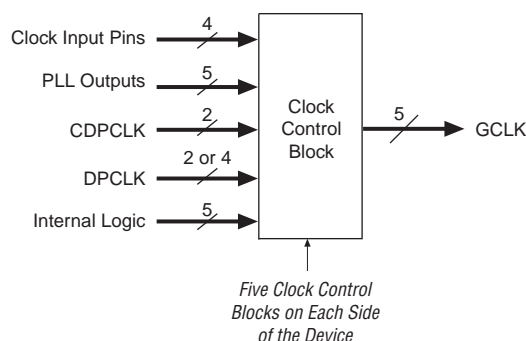 Clock Input Pins
4
PLL Outputs
5
CDPCLK
2
DPCLK
2 or 4
Internal Logic
5
Clock
Control
Block
5
GCLK
Five Clock Control
Blocks on Each Side
of the Device